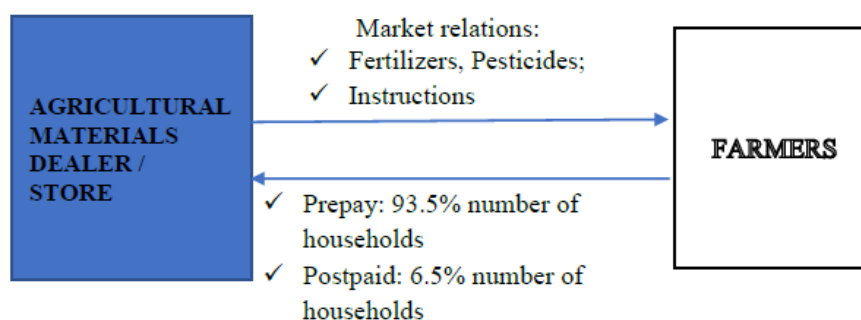 Market relations:
✓ Fertilizers, Pesticides;
✓ Instructions
AGRICULTURAL
MATERIALS
DEALER /
STORE
FARMERS
✓ Prepay: 93.5% number of
households
✓ Postpaid: 6.5% number of
households